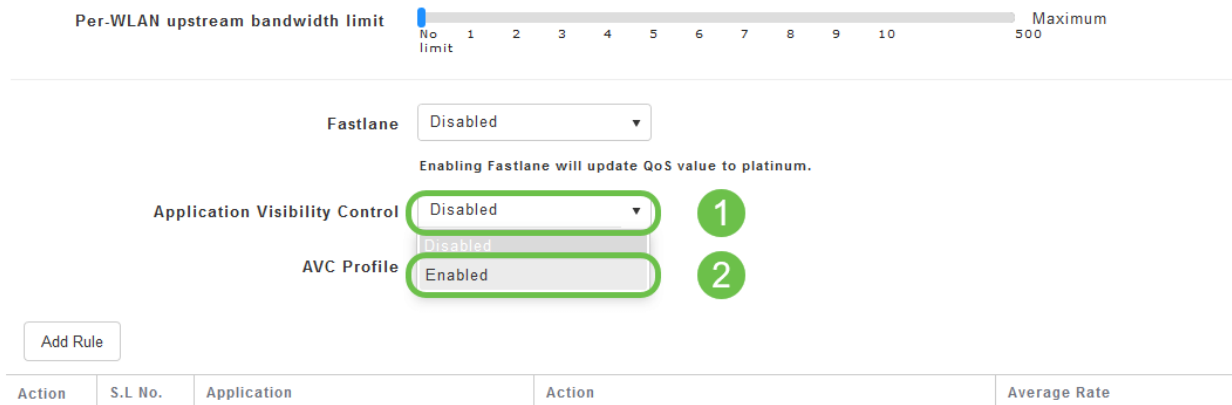 Per-WLAN upstream bandwidth limit
Maximum
No limit 1 2 3 4 5 6 7 8 9 10 500
Fastlane Disabled
Enabling Fastlane will update QoS value to platinum.
Application Visibility Control Disabled 1
Disabled
AVC Profile Enabled 2
Add Rule
Action S.L No. Application Action Average Rate